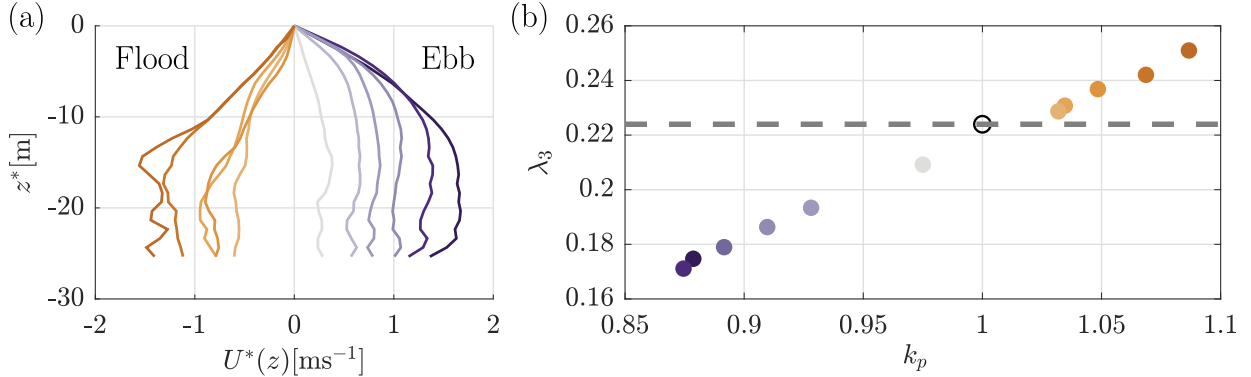 (a)
Flood
Ebb
0
-10
-20
-30
z*[m]
-2
-1
0
1
2
U*(z)[ms⁻¹]
(b)
0.26
0.24
0.22
0.2
0.18
0.16
λ₃
0.85
0.9
0.95
1
1.05
1.1
kₚ